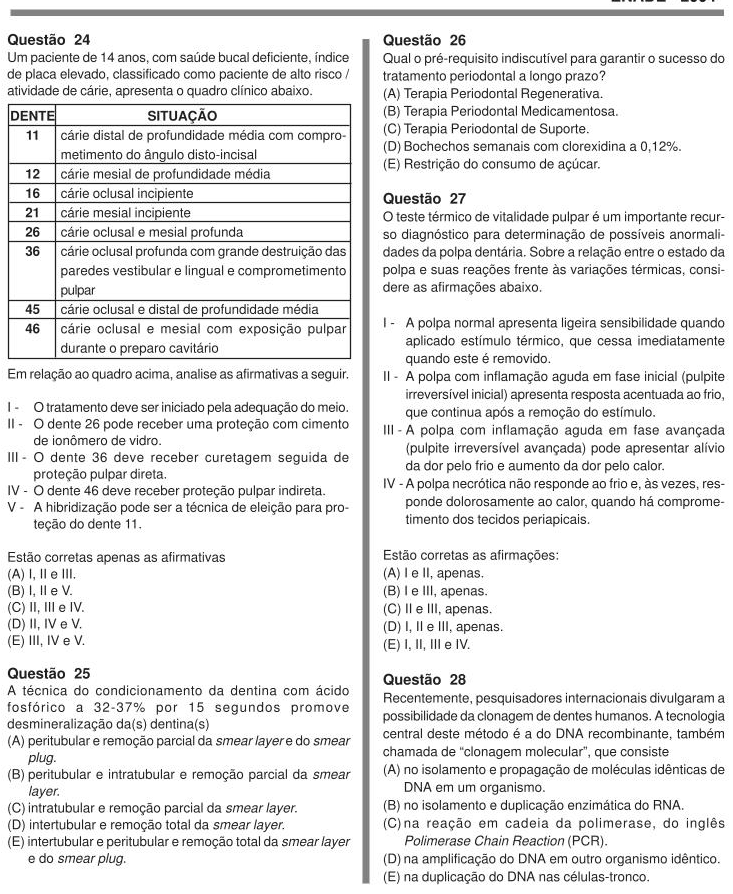 Questão 24
Um paciente de 14 anos, com saúde bucal deficiente, índice
de placa elevado, classificado como paciente de alto risco /
atividade de cárie, apresenta o quadro clínico abaixo.
DENTE SITUAÇÃO
11 cárie distal de profundidade média com compro-
metimento do ângulo disto-incisal
12 cárie mesial de profundidade média
16 cárie oclusal incipiente
21 cárie mesial incipiente
26 cárie oclusal e mesial profunda
36 cárie oclusal profunda com grande destruição das
paredes vestibular e lingual e comprometimento
pulpar
45 cárie oclusal e distal de profundidade média
46 cárie oclusal e mesial com exposição pulpar
durante o preparo cavitário
Em relação ao quadro acima, analise as afirmativas a seguir.
I - O tratamento deve ser iniciado pela adequação do meio.
II - O dente 26 pode receber uma proteção com cimento
de ionômero de vidro.
III - O dente 36 deve receber curetagem seguida de
proteção pulpar direta.
IV - O dente 46 deve receber proteção pulpar indireta.
V - A hibridização pode ser a técnica de eleição para pro-
teção do dente 11.
Estão corretas apenas as afirmativas
(A) I, II e III.
(B) I, II e V.
(C) II, III e IV.
(D) II, IV e V.
(E) III, IV e V.
Questão 25
A técnica do condicionamento da dentina com ácido
fosfórico a 32-37% por 15 segundos promove
desmineralização da(s) dentina(s)
(A) peritubular e remoção parcial da smear layer e do smear
plug.
(B) peritubular e intratubular e remoção parcial da smear
layer.
(C) intratubular e remoção parcial da smear layer.
(D) intertubular e remoção total da smear layer.
(E) intertubular e peritubular e remoção total da smear layer
e do smear plug.
Questão 26
Qual o pré-requisito indiscutível para garantir o sucesso do
tratamento periodontal a longo prazo?
(A) Terapia Periodontal Regenerativa.
(B) Terapia Periodontal Medicamentosa.
(C) Terapia Periodontal de Suporte.
(D) Bochechos semanais com clorexidina a 0,12%.
(E) Restrição do consumo de açúcar.
Questão 27
O teste térmico de vitalidade pulpar é um importante recur-
so diagnóstico para determinação de possíveis anormali-
dades da polpa dentária. Sobre a relação entre o estado da
polpa e suas reações frente às variações térmicas, consi-
dere as afirmações abaixo.
I - A polpa normal apresenta ligeira sensibilidade quando
aplicado estímulo térmico, que cessa imediatamente
quando este é removido.
II - A polpa com inflamação aguda em fase inicial (pulpite
irreversível inicial) apresenta resposta acentuada ao frio,
que continua após a remoção do estímulo.
III - A polpa com inflamação aguda em fase avançada
(pulpite irreversível avançada) pode apresentar alívio
da dor pelo frio e aumento da dor pelo calor.
IV - A polpa necrótica não responde ao frio e, às vezes, res-
ponde dolorosamente ao calor, quando há comprome-
timento dos tecidos periapicais.
Estão corretas as afirmações:
(A) I e II, apenas.
(B) I e III, apenas.
(C) II e III, apenas.
(D) I, II e III, apenas.
(E) I, II, III e IV.
Questão 28
Recentemente, pesquisadores internacionais divulgaram a
possibilidade da clonagem de dentes humanos. A tecnologia
central deste método é a do DNA recombinante, também
chamada de “clonagem molecular”, que consiste
(A) no isolamento e propagação de moléculas idênticas de
DNA em um organismo.
(B) no isolamento e duplicação enzimática do RNA.
(C) na reação em cadeia da polimerase, do inglês
Polimerase Chain Reaction (PCR).
(D) na amplificação do DNA em outro organismo idêntico.
(E) na duplicação do DNA nas células-tronco.